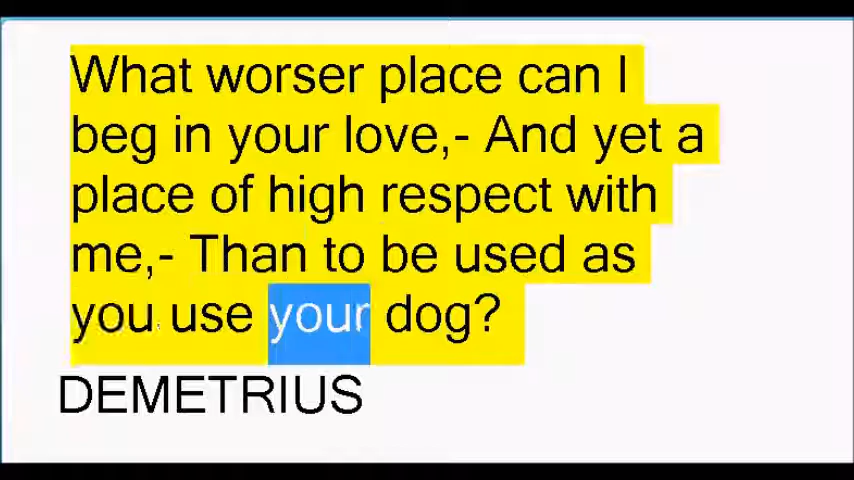 What worser place can I
beg in your love,- And yet a
place of high respect with
me,- Than to be used as
you use your dog?
DEMETRIUS